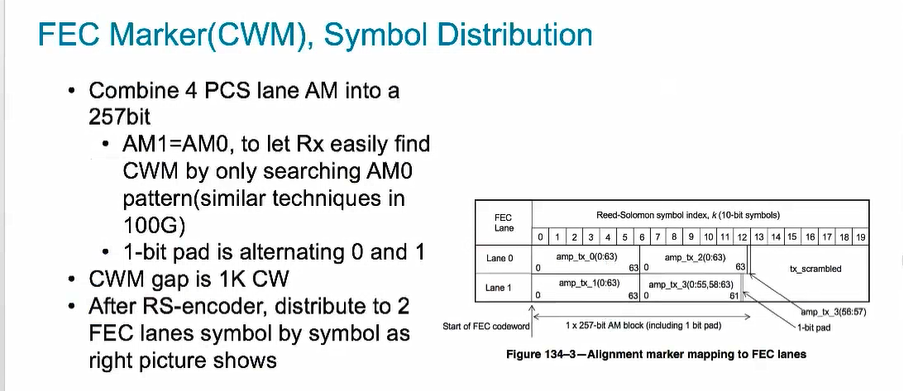 FEC Marker(CWM), Symbol Distribution
• Combine 4 PCS lane AM into a
257bit
• AM1=AM0, to let Rx easily find
CWM by only searching AM0
pattern(similar techniques in
100G)
• 1-bit pad is alternating 0 and 1
• CWM gap is 1K CW
• After RS-encoder, distribute to 2
FEC lanes symbol by symbol as
right picture shows
FEC
Lane
Reed-Solomon symbol index, k (10-bit symbols)
0 1 2 3 4 5 6 7 8 9 10 11 12 13 14 15 16 17 18 19
Lane 0
amp_tx_0(0:63)
amp_tx_2(0:63)
0 63 0 63
tx_scrambled
Lane 1
amp_tx_1(0:63)
amp_tx_3(0:55,58:63)
0 63 0 61
amp_tx_3(56:57)
Start of FEC codeword
1 x 257-bit AM block (including 1 bit pad)
1-bit pad
Figure 134–3—Alignment marker mapping to FEC lanes